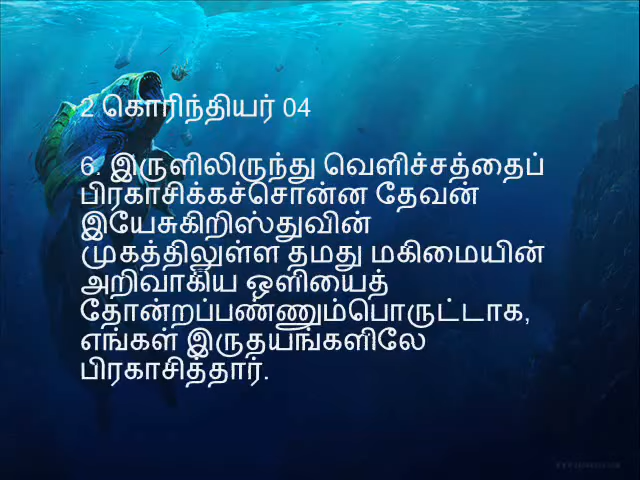 2 கொரிந்தியர் 04
6. இருளிலிருந்து வெளிச்சத்தைப்
பிரகாசிக்கச்சொன்ன தேவன்
இயேசுகிறிஸ்துவின்
முகத்திலுள்ள தமது மகிமையின்
அறிவாகிய ஒளியைத்
தோன்றப்பண்ணும்பொருட்டாக,
எங்கள் இருதயங்களிலே
பிரகாசித்தார்.